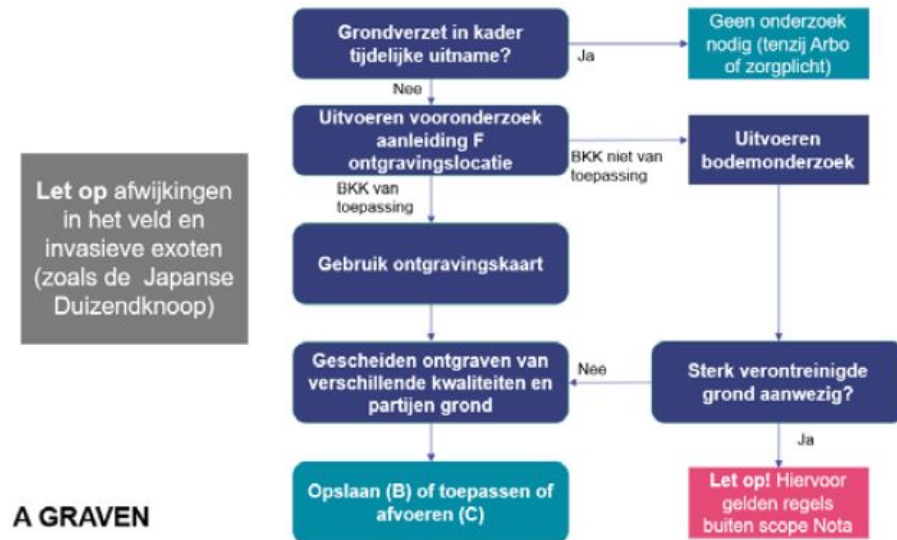 Grondverzet in kader
tijdelijke uitname?
Ja
Geen onderzoek
nodig (tenzij Arbo
of zorgplicht)
Nee
Uitvoeren vooronderzoek
aanleiding F
ontgravingslocatie
BKK niet van
toepassing
Uitvoeren
bodemonderzoek
Let op afwijkingen
in het veld en
invasieve exoten
(zoals de Japanse
Duizendknoop)
BKK van
toepassing
Gebruik ontgravingskaart
Gescheiden ontgraven van
verschillende kwaliteiten en
partijen grond
Nee
Sterk verontreinigde
grond aanwezig?
Ja
Opslaan (B) of toepassen of
afvoeren (C)
Let op! Hiervoor
gelden regels
buiten scope Nota
A GRAVEN